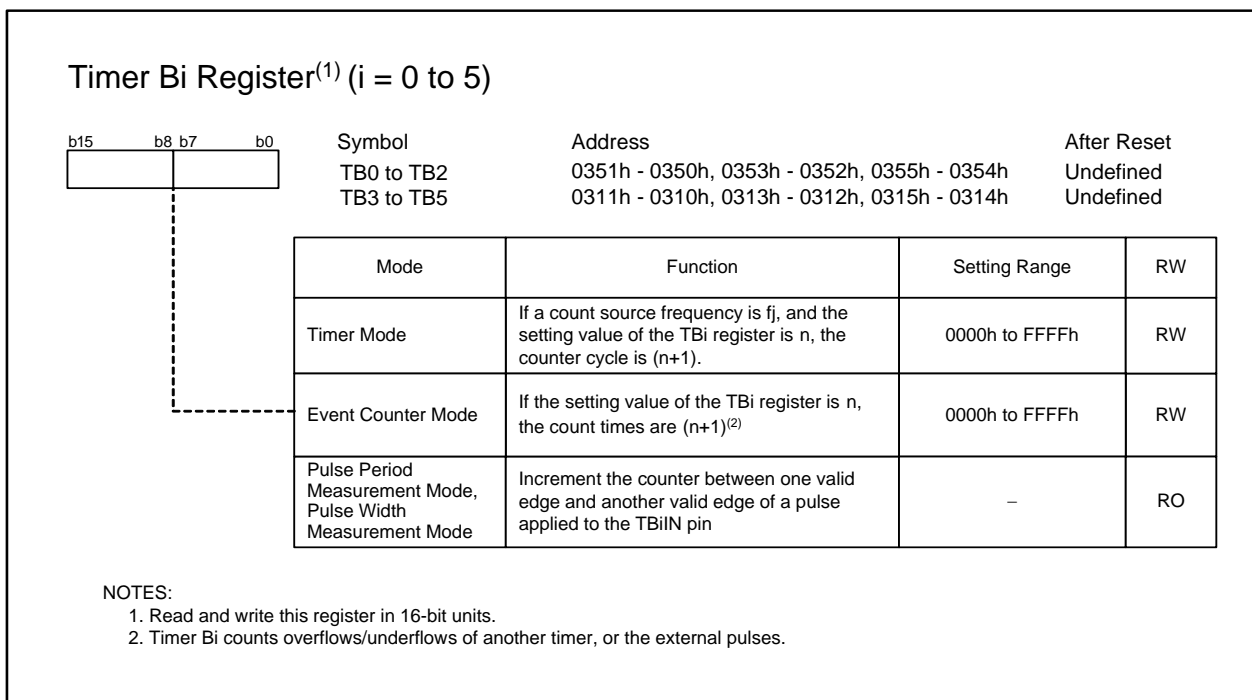 Timer Bi Register(1) (i = 0 to 5)
b15 b8 b7 b0
Symbol Address After Reset
TB0 to TB2 0351h - 0350h, 0353h - 0352h, 0355h - 0354h Undefined
TB3 to TB5 0311h - 0310h, 0313h - 0312h, 0315h - 0314h Undefined
Mode Function Setting Range RW
Timer Mode
If a count source frequency is fj, and the
setting value of the TBi register is n, the
counter cycle is (n+1).
0000h to FFFFh RW
Event Counter Mode
If the setting value of the TBi register is n,
the count times are (n+1)(2)
0000h to FFFFh RW
Pulse Period
Measurement Mode,
Pulse Width
Measurement Mode
Increment the counter between one valid
edge and another valid edge of a pulse
applied to the TBiIN pin
– RO
NOTES:
1. Read and write this register in 16-bit units.
2. Timer Bi counts overflows/underflows of another timer, or the external pulses.